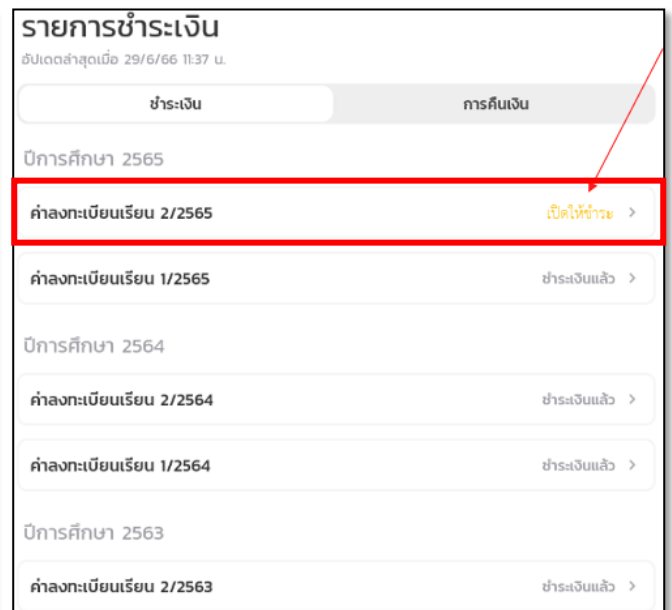 รายการชำระเงิน
อัปเดตล่าสุดเมื่อ 29/6/66 11:37 น.
ชำระเงิน การคืนเงิน
ปีการศึกษา 2565
ค่าลงทะเบียนเรียน 2/2565 เปิดให้ชำระ >
ค่าลงทะเบียนเรียน 1/2565 ชำระเงินแล้ว >
ปีการศึกษา 2564
ค่าลงทะเบียนเรียน 2/2564 ชำระเงินแล้ว >
ค่าลงทะเบียนเรียน 1/2564 ชำระเงินแล้ว >
ปีการศึกษา 2563
ค่าลงทะเบียนเรียน 2/2563 ชำระเงินแล้ว >